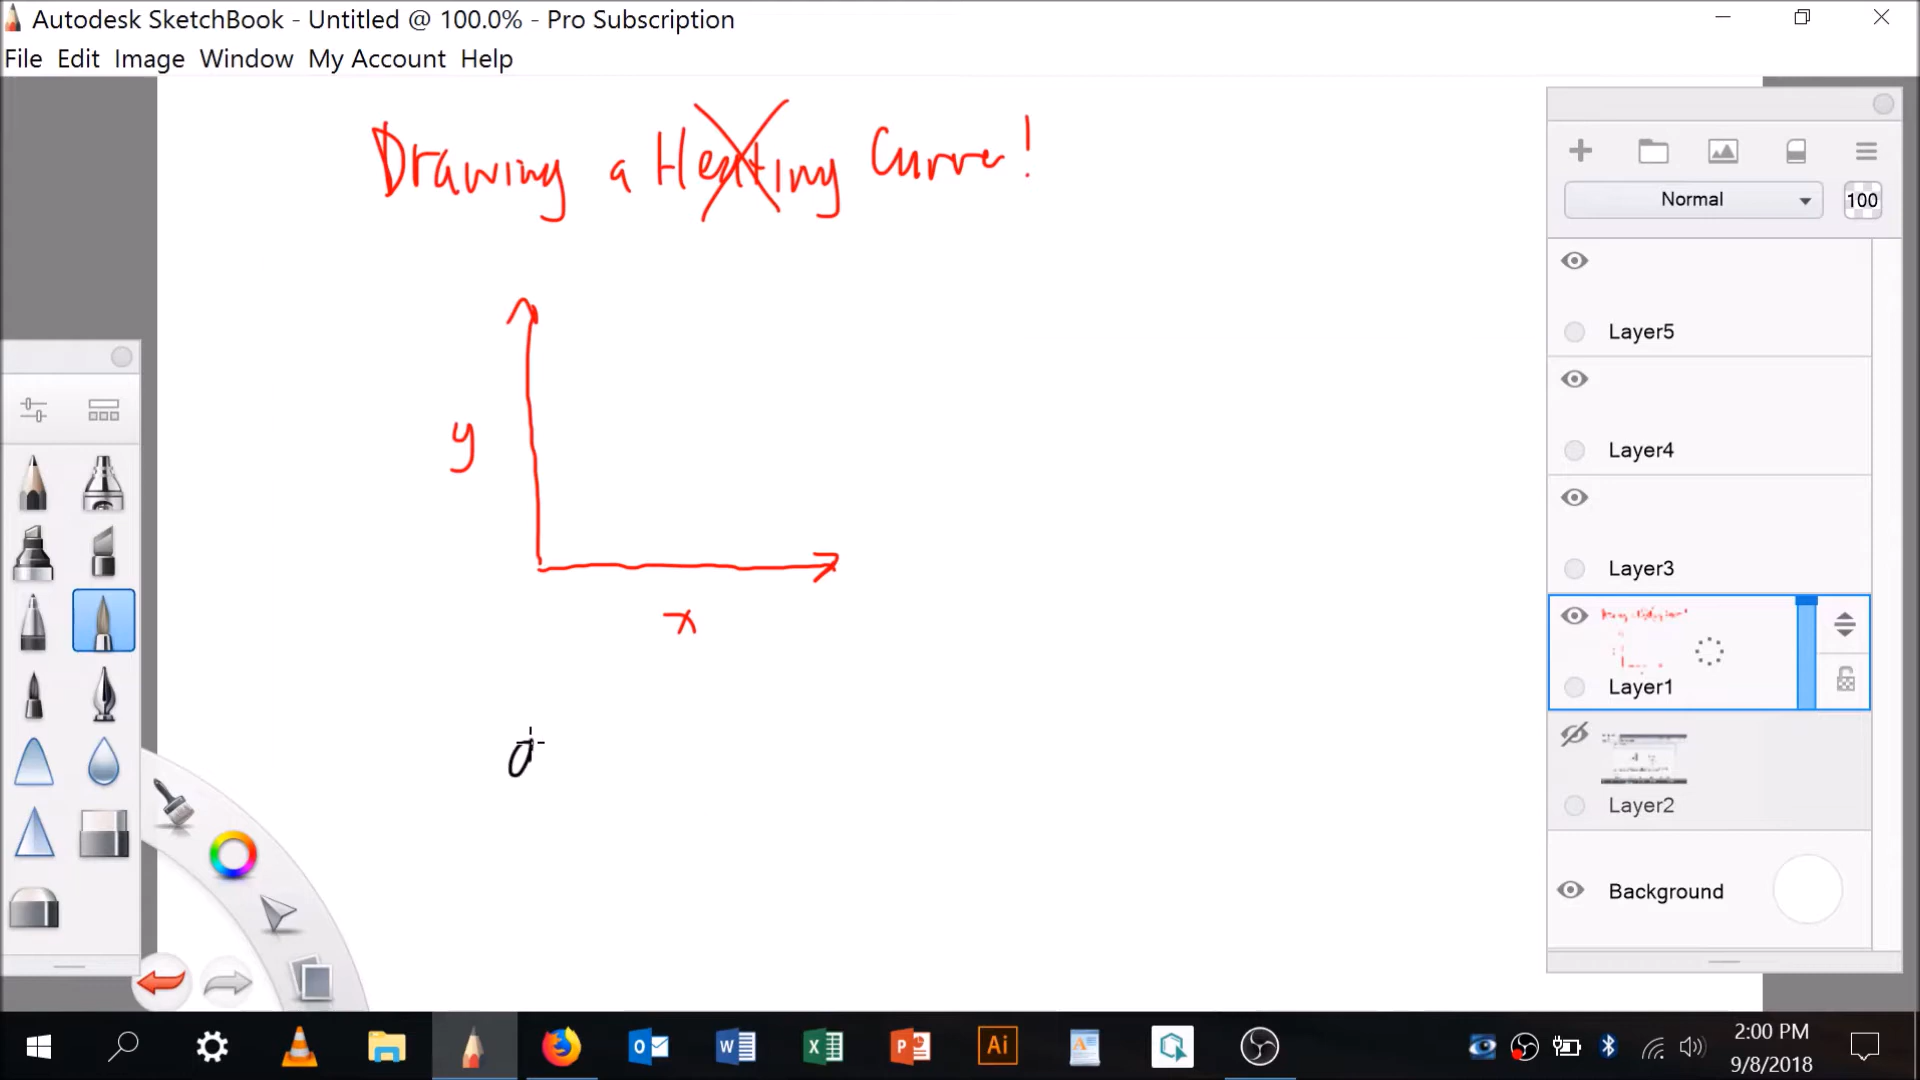 Autodesk SketchBook - Untitled @ 100.0% - Pro Subscription
File Edit Image Window My Account Help
Drawing a Heating Curve!
Normal
100
Layer5
Layer4
y
Layer3
x
Layer1
Layer2
Background
2:00 PM
9/8/2018